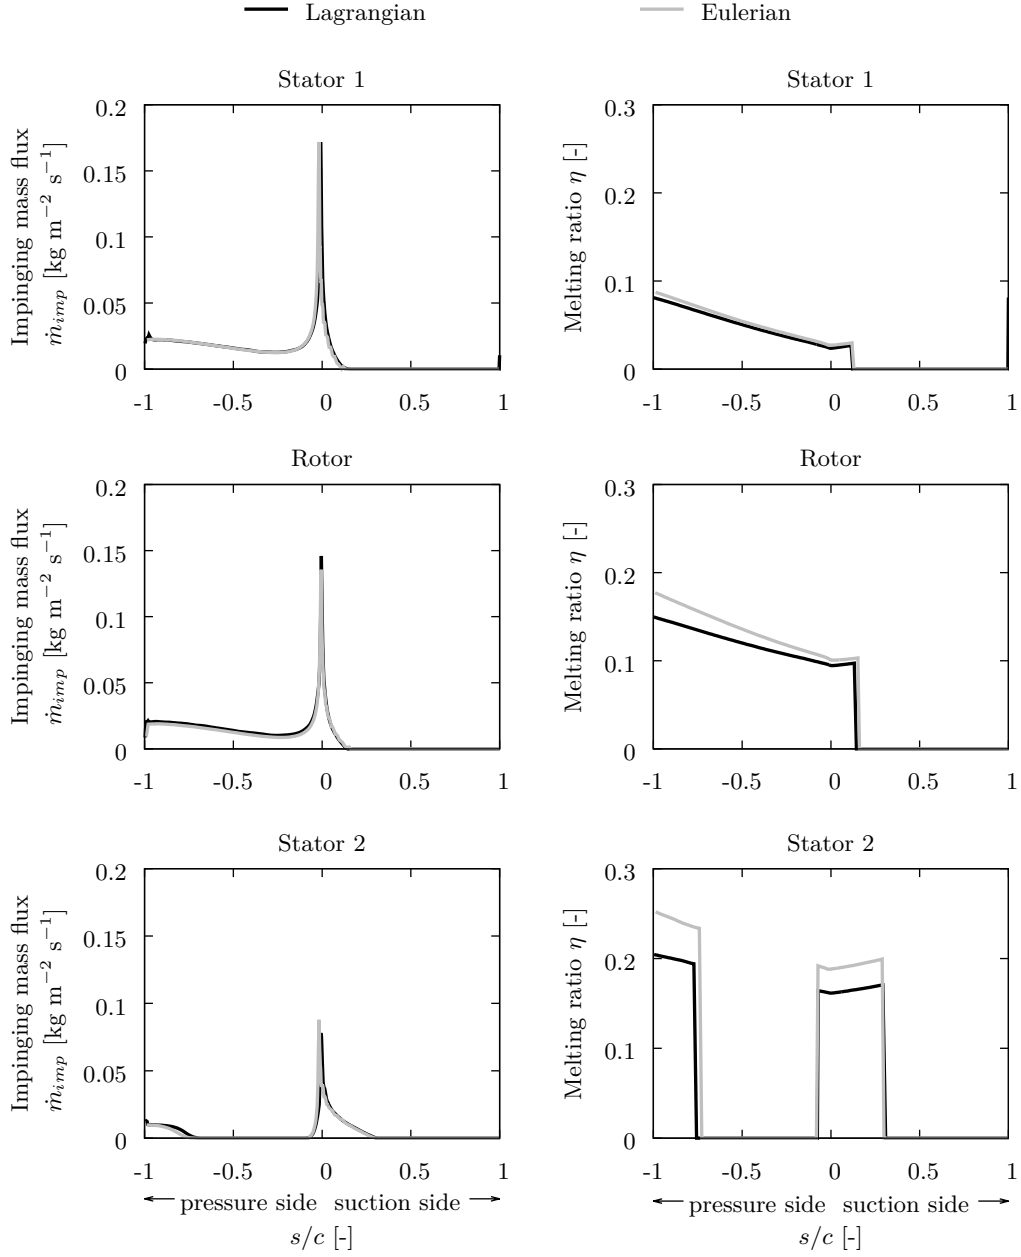 Lagrangian Eulerian
Stator 1
Impinging mass flux
ṁ_imp [kg m⁻² s⁻¹]
0.2
0.15
0.1
0.05
0
-1 -0.5 0 0.5 1
Stator 1
Melting ratio η [-]
0.3
0.2
0.1
0
-1 -0.5 0 0.5 1
Rotor
Impinging mass flux
ṁ_imp [kg m⁻² s⁻¹]
0.2
0.15
0.1
0.05
0
-1 -0.5 0 0.5 1
Rotor
Melting ratio η [-]
0.3
0.2
0.1
0
-1 -0.5 0 0.5 1
Stator 2
Impinging mass flux
ṁ_imp [kg m⁻² s⁻¹]
0.2
0.15
0.1
0.05
0
-1 -0.5 0 0.5 1
pressure side suction side
s/c [-]
Stator 2
Melting ratio η [-]
0.3
0.2
0.1
0
-1 -0.5 0 0.5 1
pressure side suction side
s/c [-]